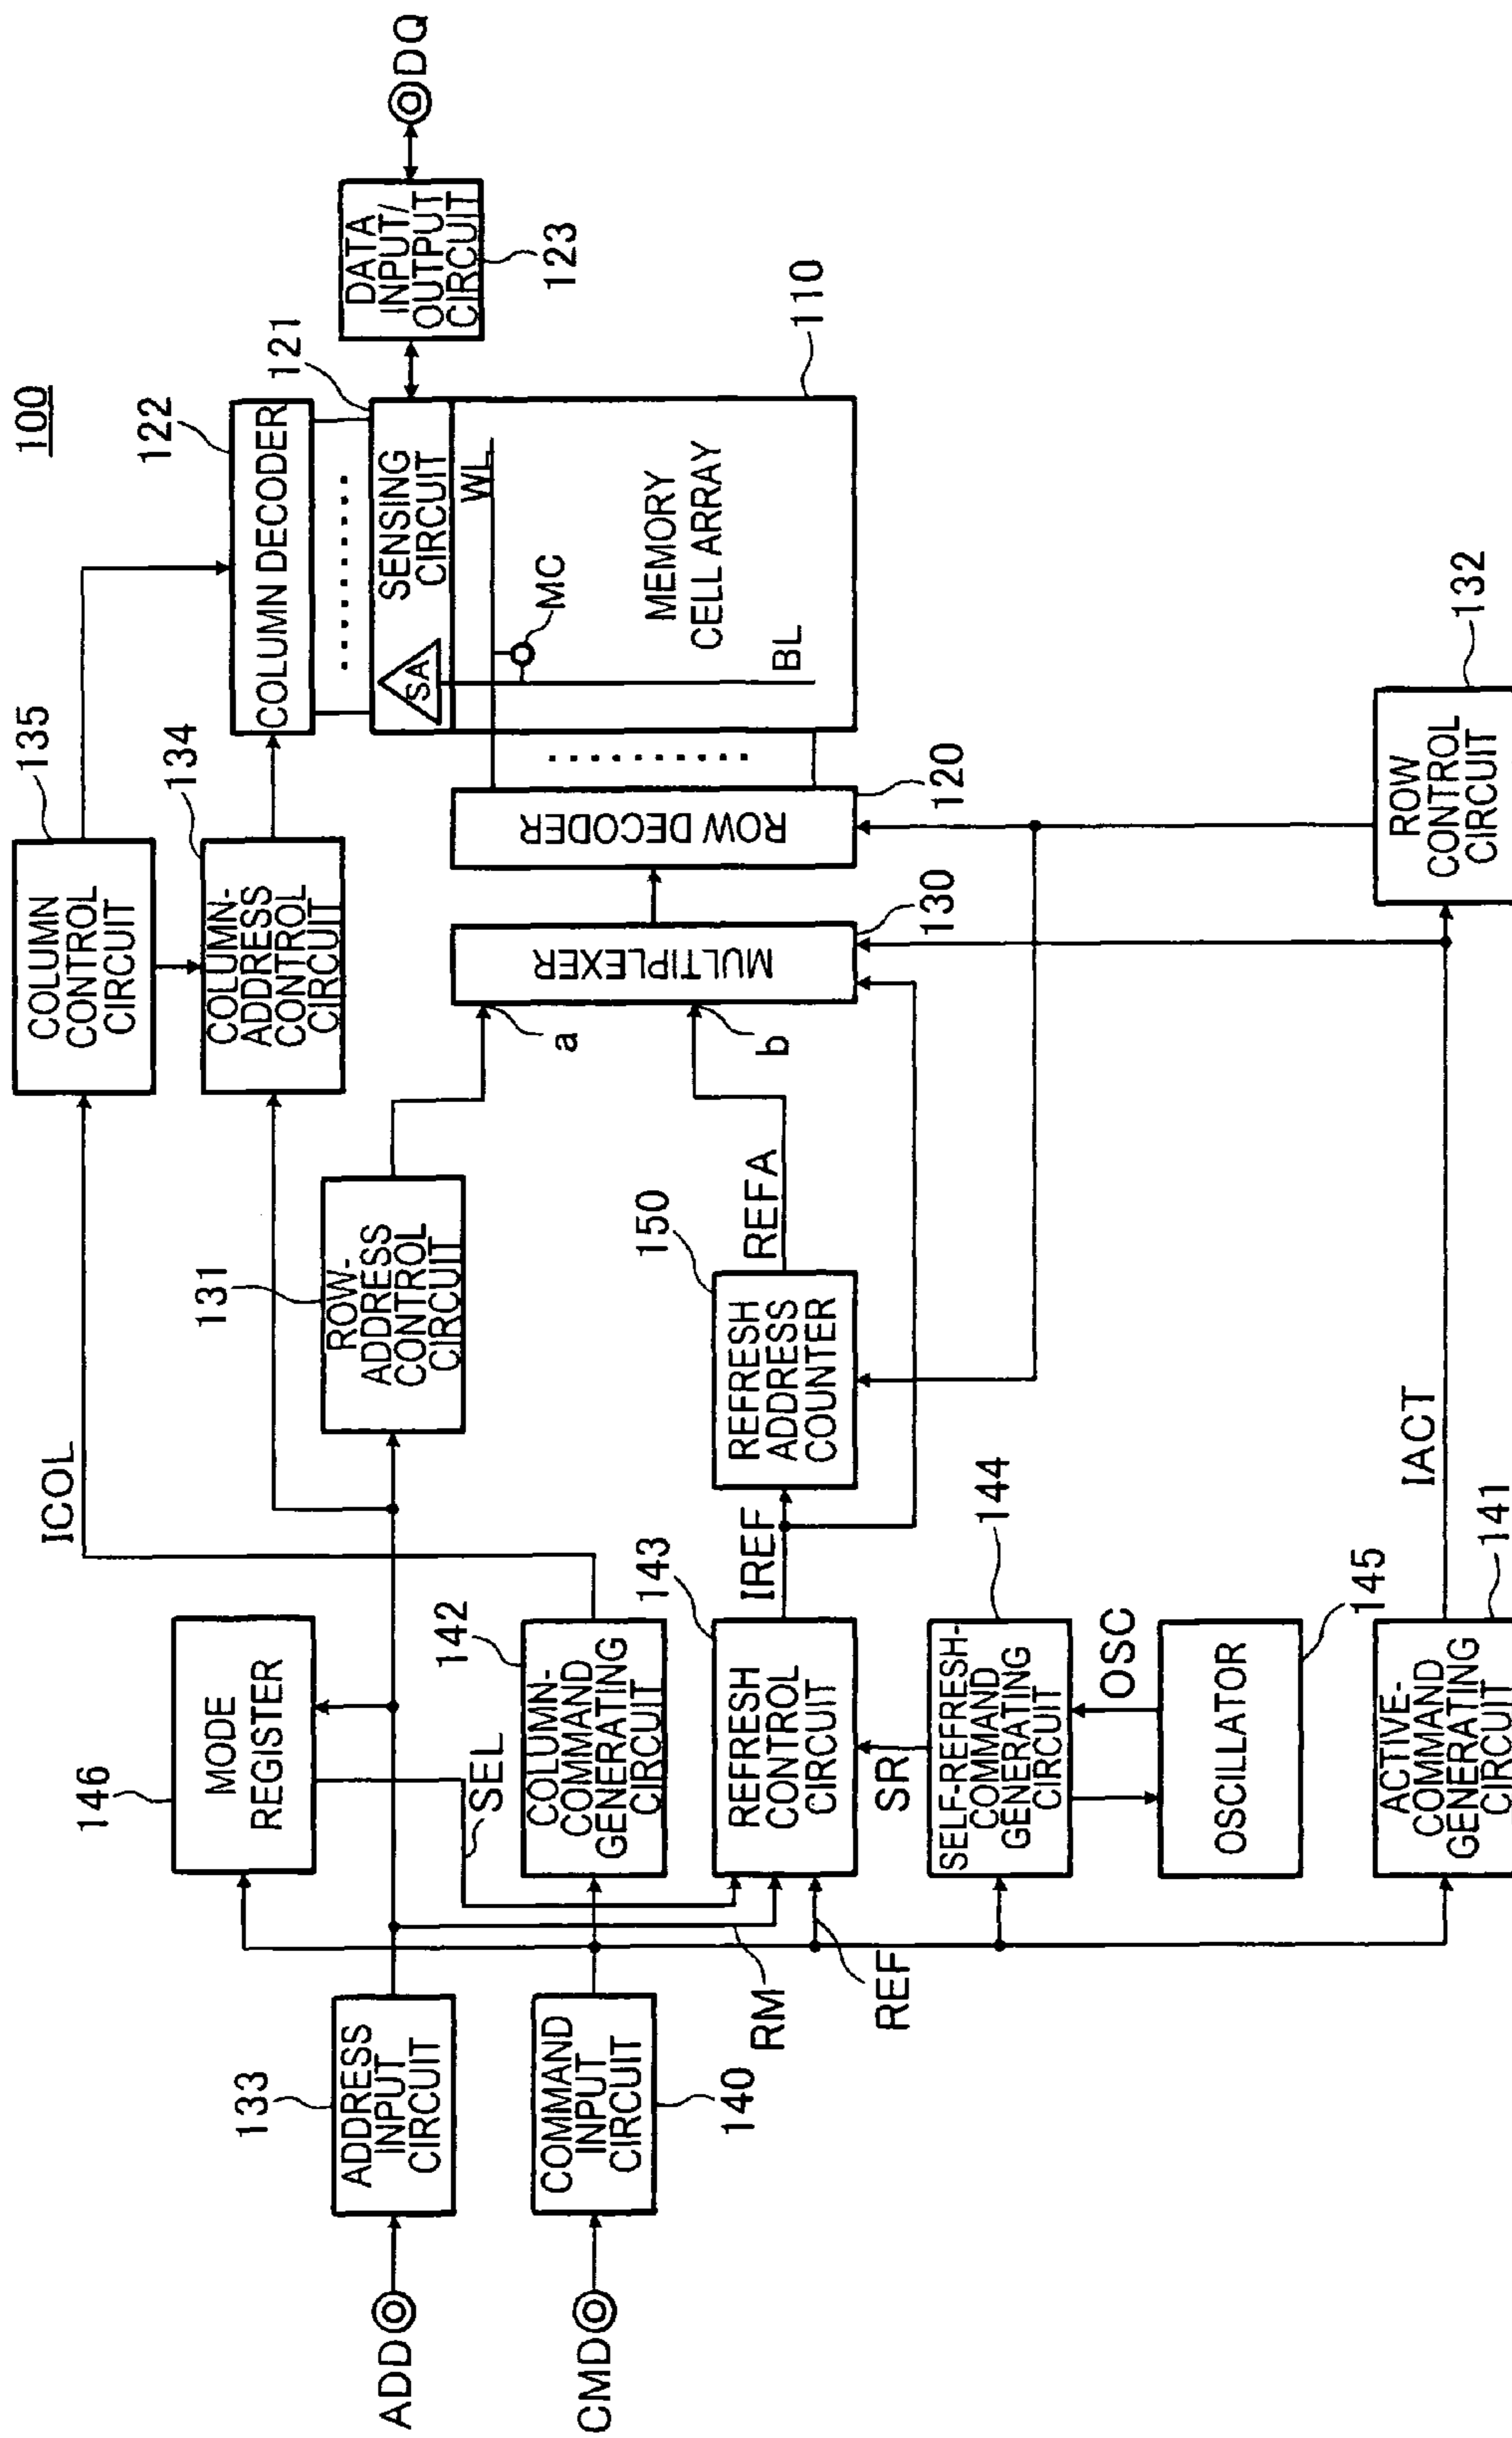 100
ADD
ADDRESS
INPUT
CIRCUIT
133
CMD
COMMAND
INPUT
CIRCUIT
140
RM
REF
146
MODE
REGISTER
SEL
142
COLUMN-
COMMAND
GENERATING
CIRCUIT
143
REFRESH
CONTROL
CIRCUIT
SR
144
SELF-REFRESH-
COMMAND
GENERATING
CIRCUIT
OSC
145
OSCILLATOR
141
ACTIVE-
COMMAND
GENERATING
CIRCUIT
ICOL
IREF
IACT
131
ROW-
ADDRESS
CONTROL
CIRCUIT
150
REFRESH
ADDRESS
COUNTER
REFA
135
COLUMN
CONTROL
CIRCUIT
134
COLUMN-
ADDRESS
CONTROL
CIRCUIT
a
b
MULTIPLEXER
130
ROW DECODER
120
ROW
CONTROL
CIRCUIT
132
122
COLUMN DECODER
121
SENSING
CIRCUIT
SA
WL
MC
BL
MEMORY
CELL ARRAY
110
DATA
INPUT/
OUTPUT
CIRCUIT
123
DQ